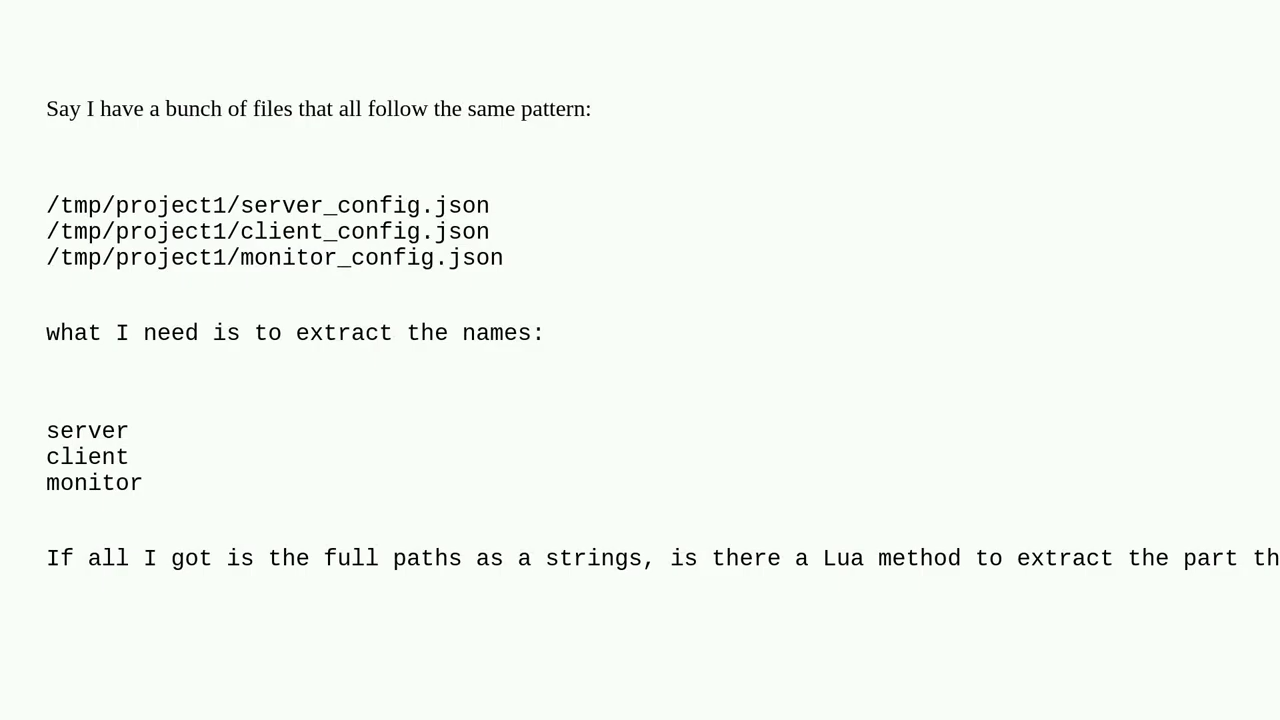 Say I have a bunch of files that all follow the same pattern:
/tmp/project1/server_config.json
/tmp/project1/client_config.json
/tmp/project1/monitor_config.json
what I need is to extract the names:
server
client
monitor
If all I got is the full paths as a strings, is there a Lua method to extract the part